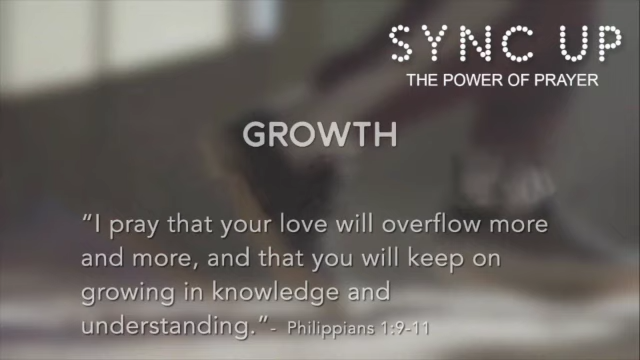 SYNC UP
THE POWER OF PRAYER
GROWTH
“I pray that your love will overflow more
and more, and that you will keep on
growing in knowledge and
understanding.”- Philippians 1:9-11